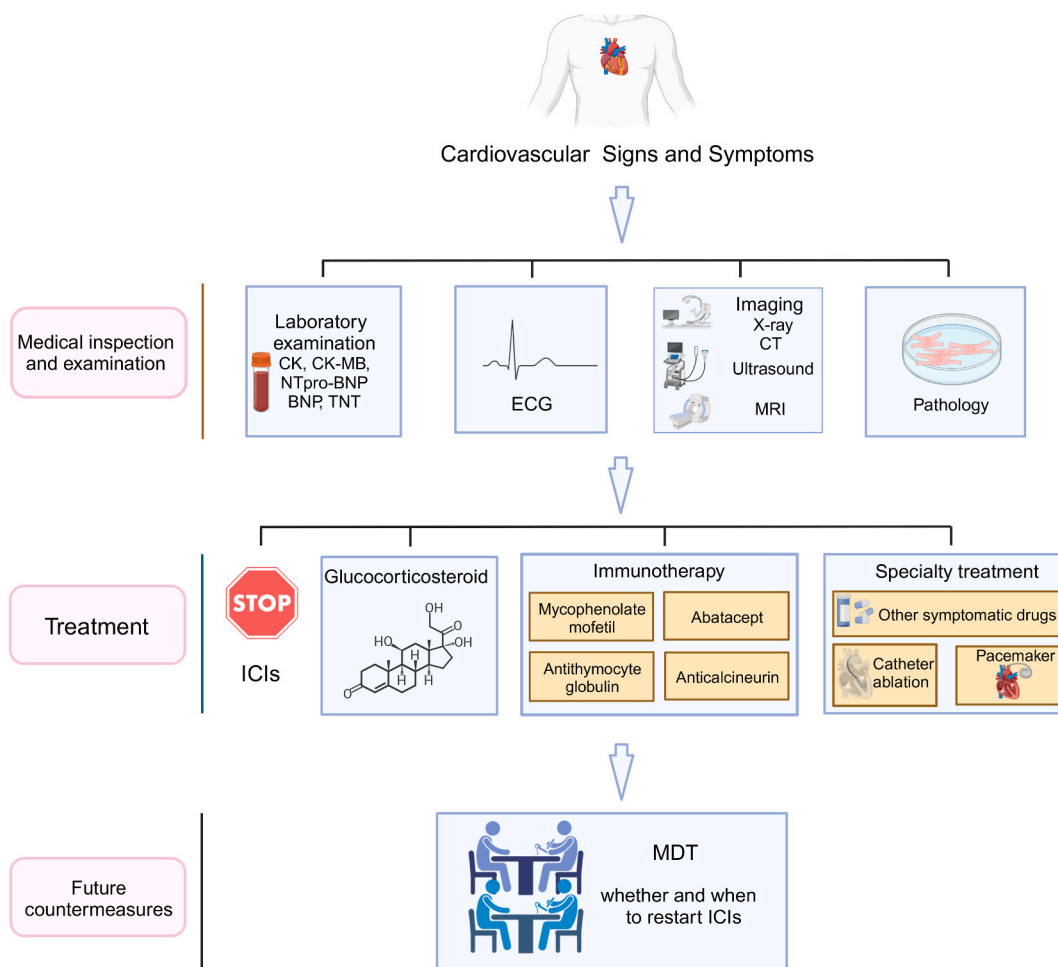 Cardiovascular Signs and Symptoms
Medical inspection
and examination
Laboratory
examination
CK, CK-MB,
NTpro-BNP
BNP, TNT
ECG
Imaging
X-ray
CT
Ultrasound
MRI
Pathology
Treatment
STOP
ICIs
Glucocorticosteroid
OH
O
HO
OH
H
H
H
O
Immunotherapy
Mycophenolate
mofetil
Abatacept
Antithymocyte
globulin
Anticalcineurin
Specialty treatment
Other symptomatic drugs
Catheter
ablation
Pacemaker
Future
countermeasures
MDT
whether and when
to restart ICIs